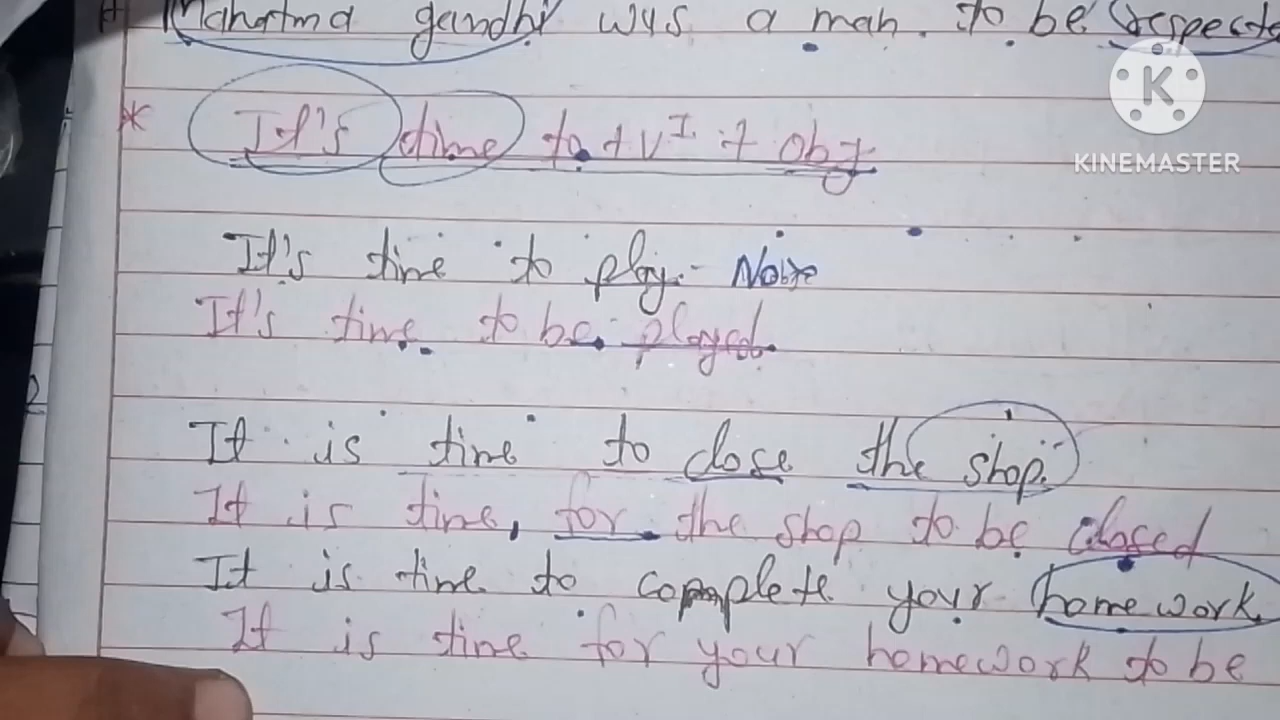 Mahatma gandhi was a man. to be respecte
KINEMASTER
* It's time to + V^I + obj
It's time to play.-
It's time to be played.
It is time to close the shop.
It is time, for the shop to be closed
It is time to complete your homework.
It is time for your homework to be